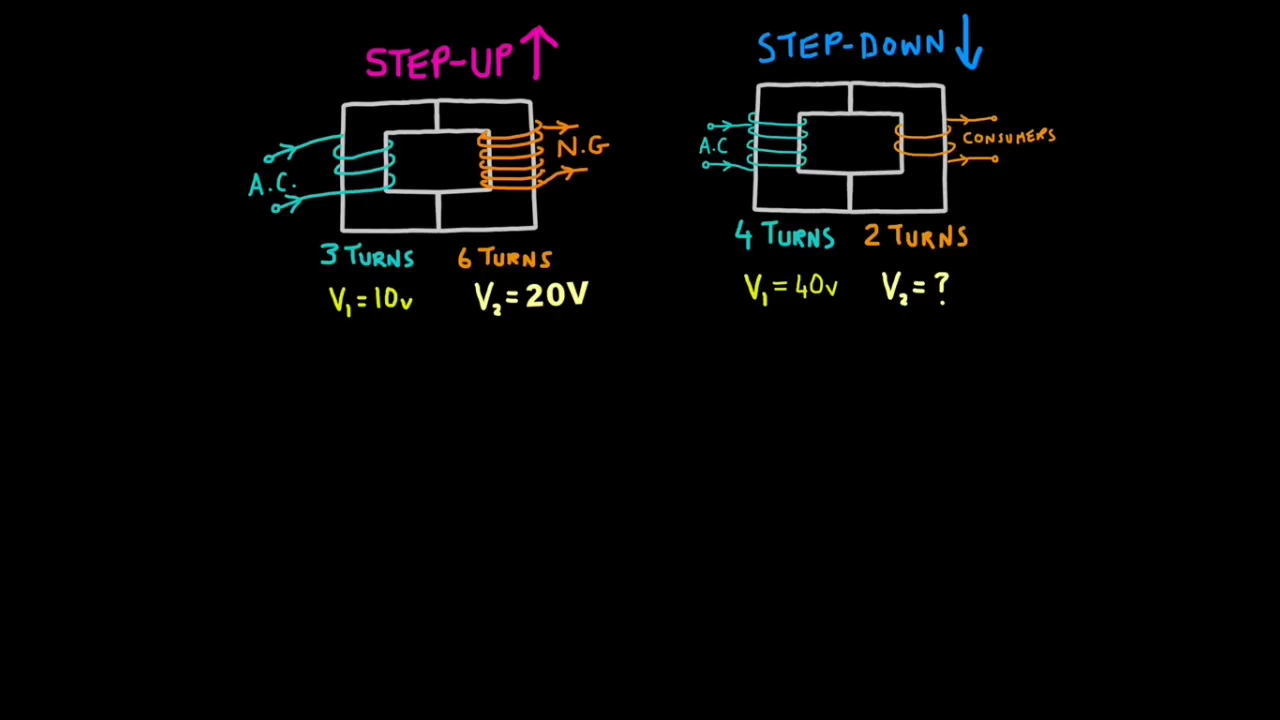 STEP-UP
A.C.
N.G
3 TURNS
6 TURNS
V₁ = 10v
V₂ = 20V
STEP-DOWN
A.C
CONSUMERS
4 TURNS
2 TURNS
V₁ = 40v
V₂ = ?